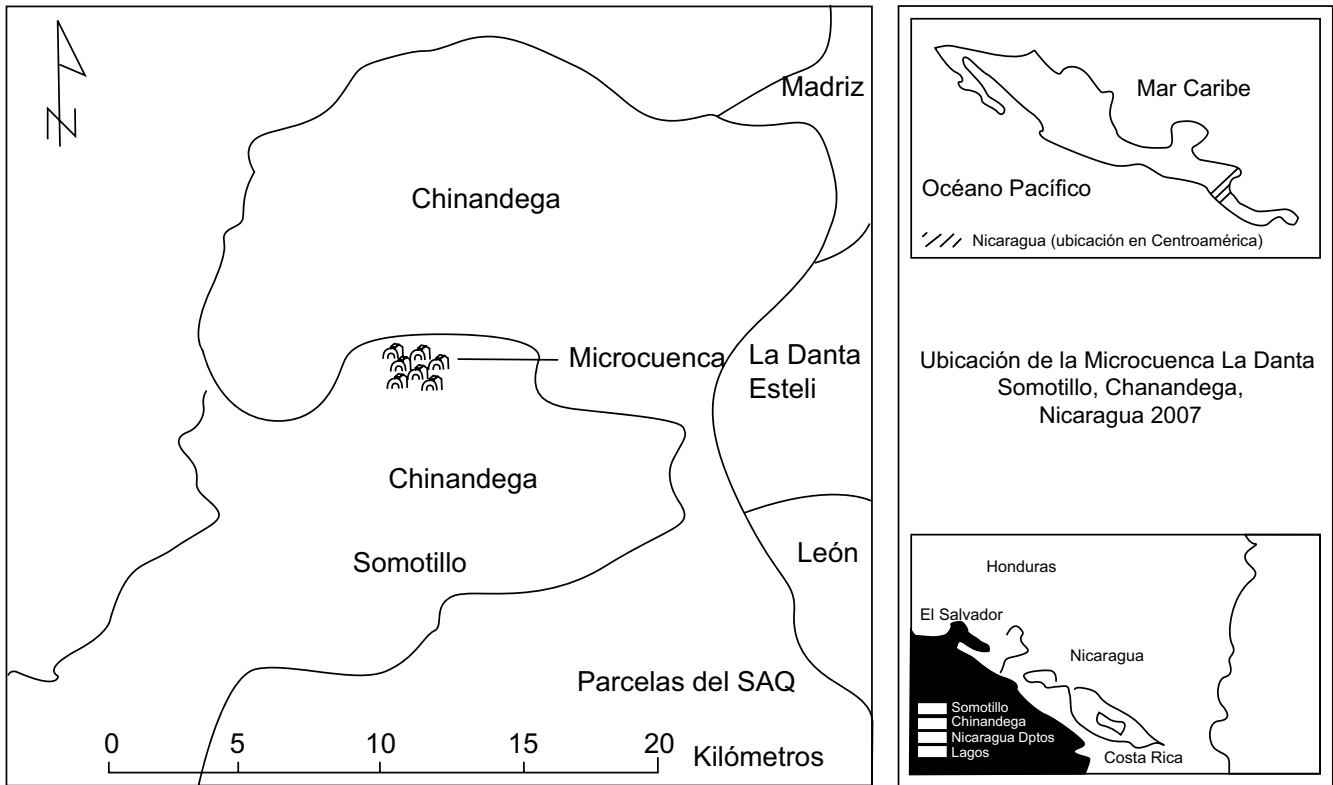 N
Madriz
Chinandega
Microcuenca
La Danta
Esteli
Chinandega
Somotillo
León
Parcelas del SAQ
0 5 10 15 20 Kilómetros
Mar Caribe
Océano Pacífico
Nicaragua (ubicación en Centroamérica)
Ubicación de la Microcuenca La Danta
Somotillo, Chanandega,
Nicaragua 2007
Honduras
El Salvador
Nicaragua
Somotillo
Chinandega
Nicaragua Dptos
Lagos
Costa Rica